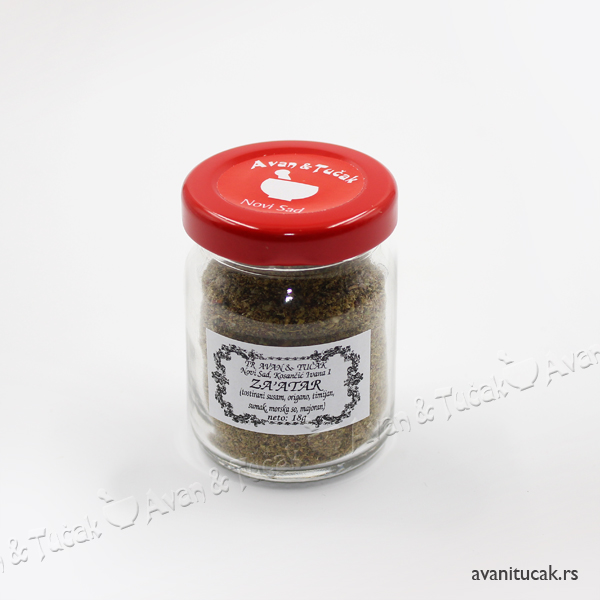 Avan & Tučak
Novi Sad
TR AVAN & TUČAK
Novi Sad, Kosančić Ivana 1
ZA'ATAR
(tostirani susam, origano, timijan,
sumak, morska so, majoran)
neto: 18g
Avan & Tučak
Avan & Tučak
Avan
& Tučak
avanitucak.rs